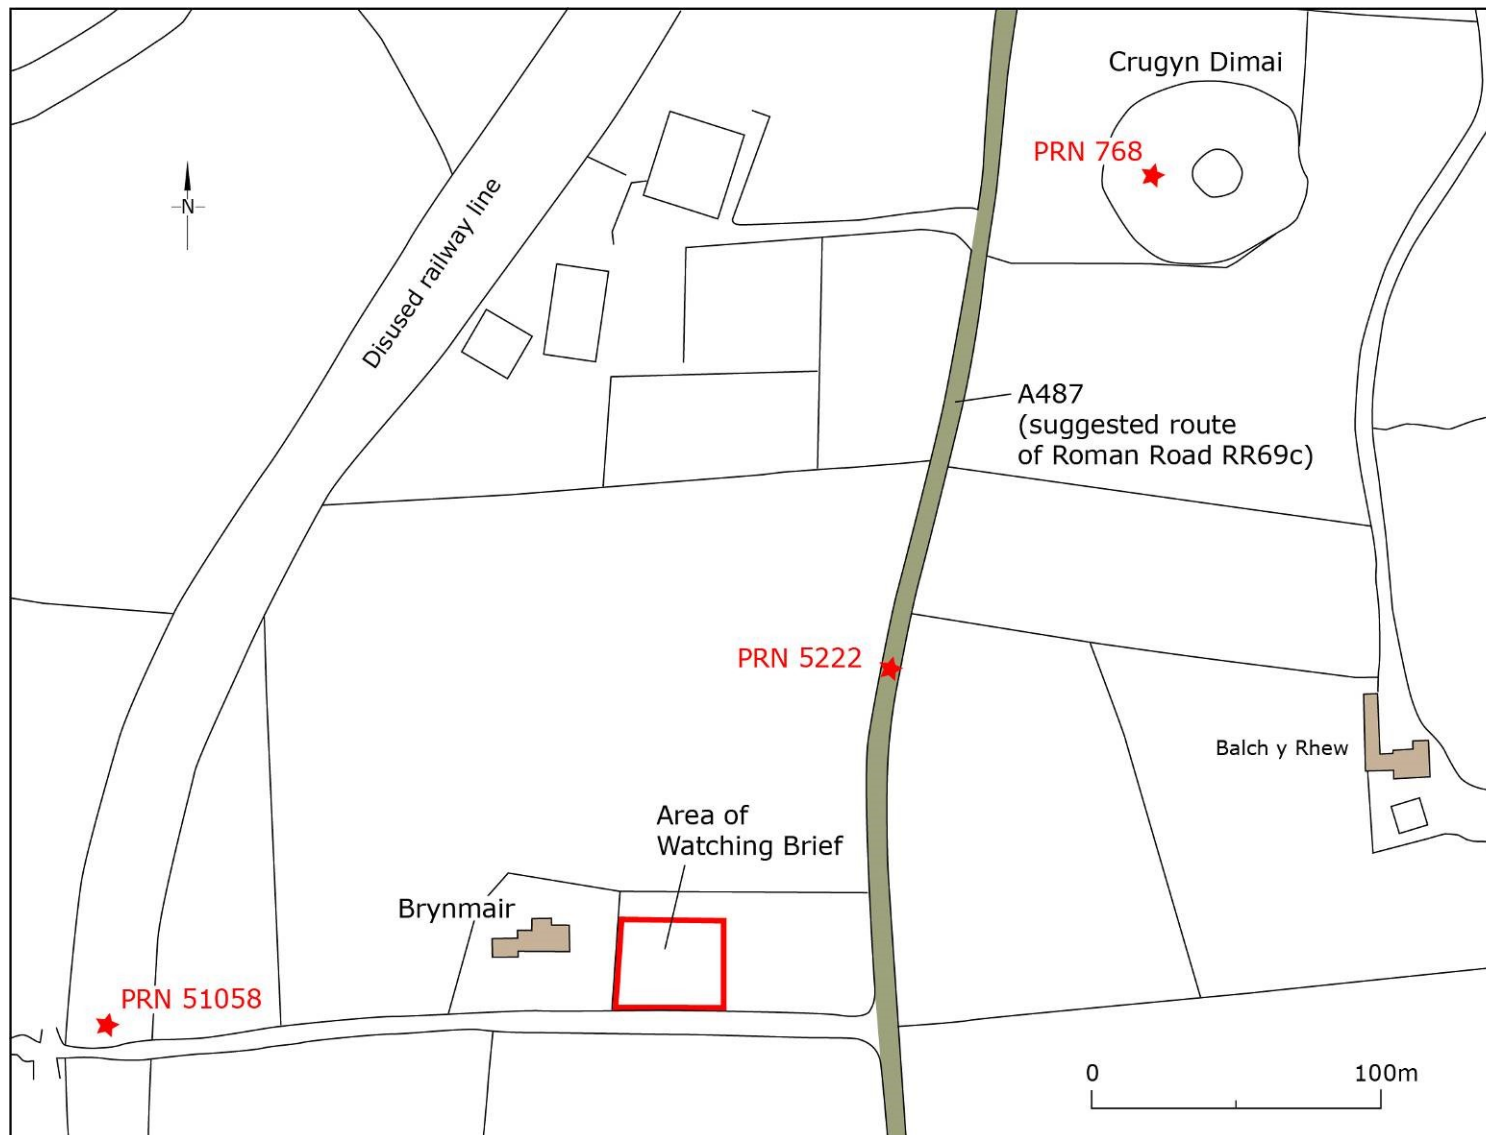 Crugyn Dimai
PRN 768
N
Disused railway line
A487
(suggested route
of Roman Road RR69c)
PRN 5222
Balch y Rhew
Area of
Watching Brief
Brynmair
PRN 51058
0 100m